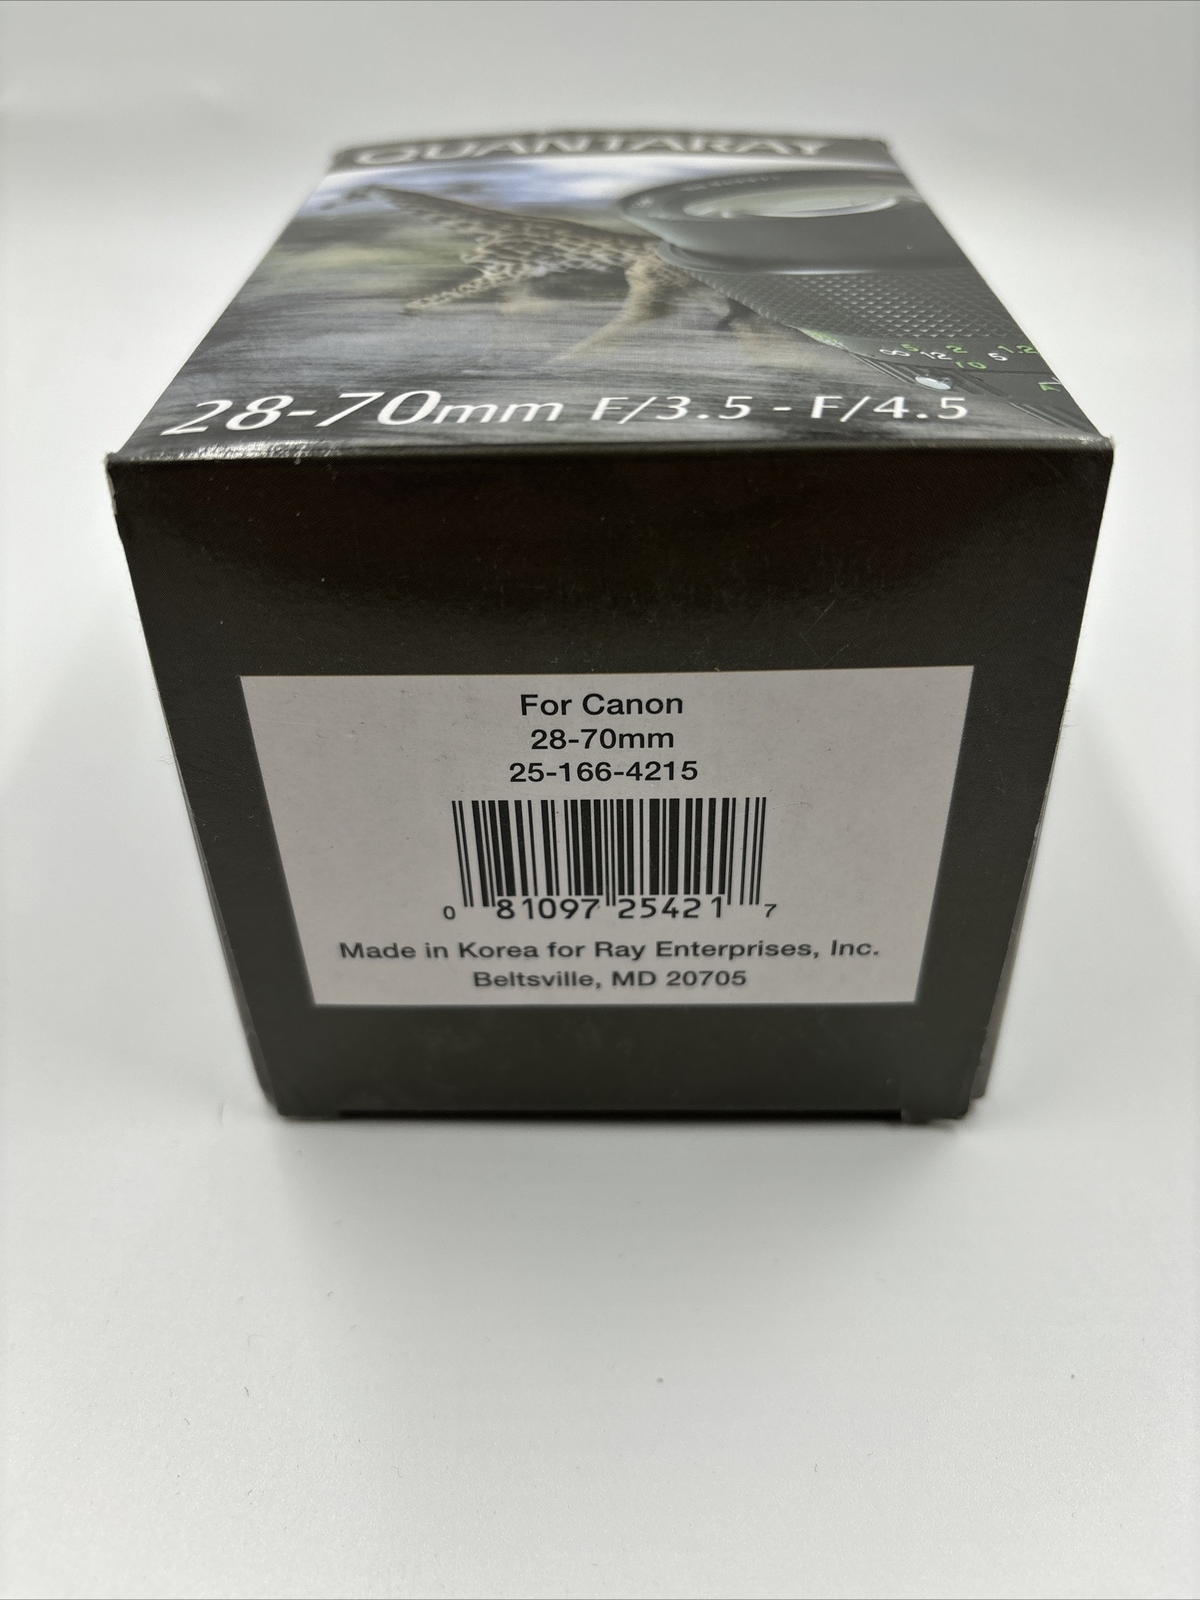 QUANTARAY
28-70mm F/3.5 - F/4.5
For Canon
28-70mm
25-166-4215
0 81097 25421 7
Made in Korea for Ray Enterprises, Inc.
Beltsville, MD 20705